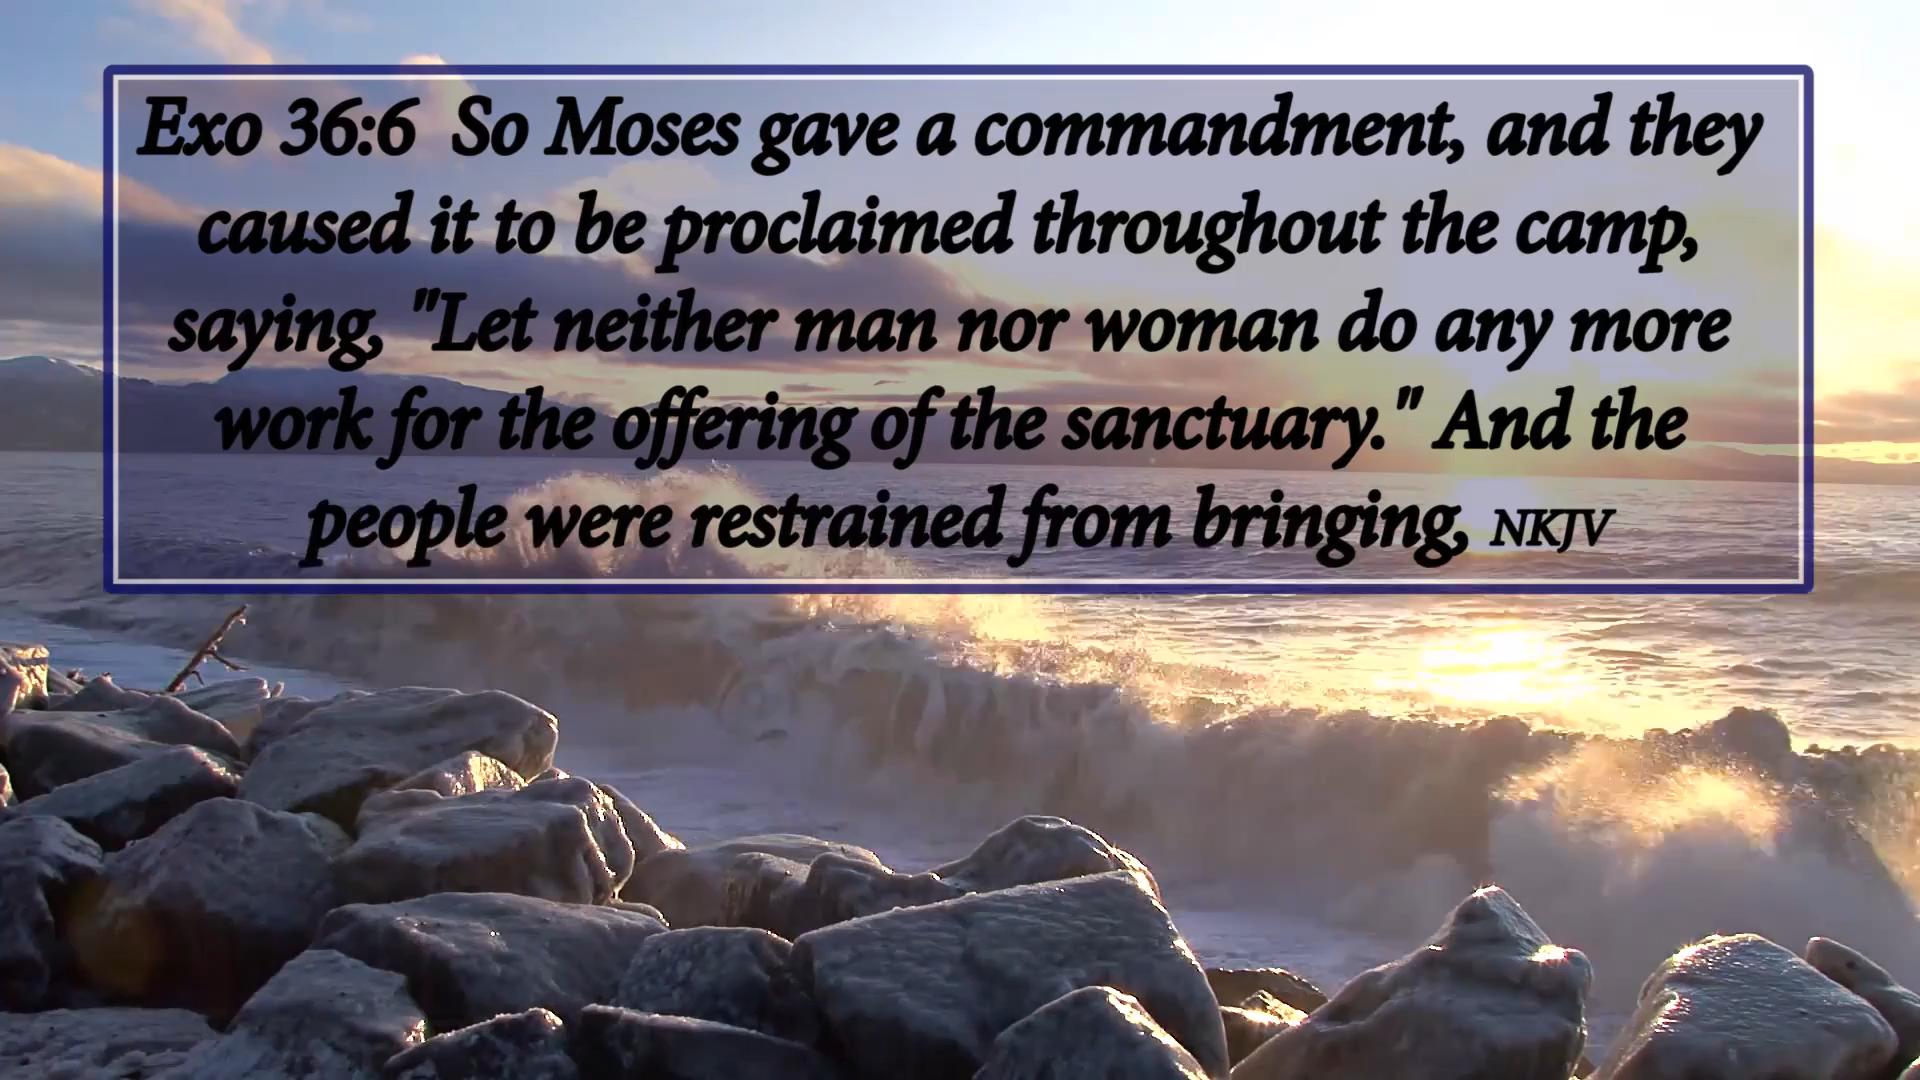 Exo 36:6  So Moses gave a commandment, and they
caused it to be proclaimed throughout the camp,
saying, "Let neither man nor woman do any more
work for the offering of the sanctuary." And the
people were restrained from bringing, NKJV